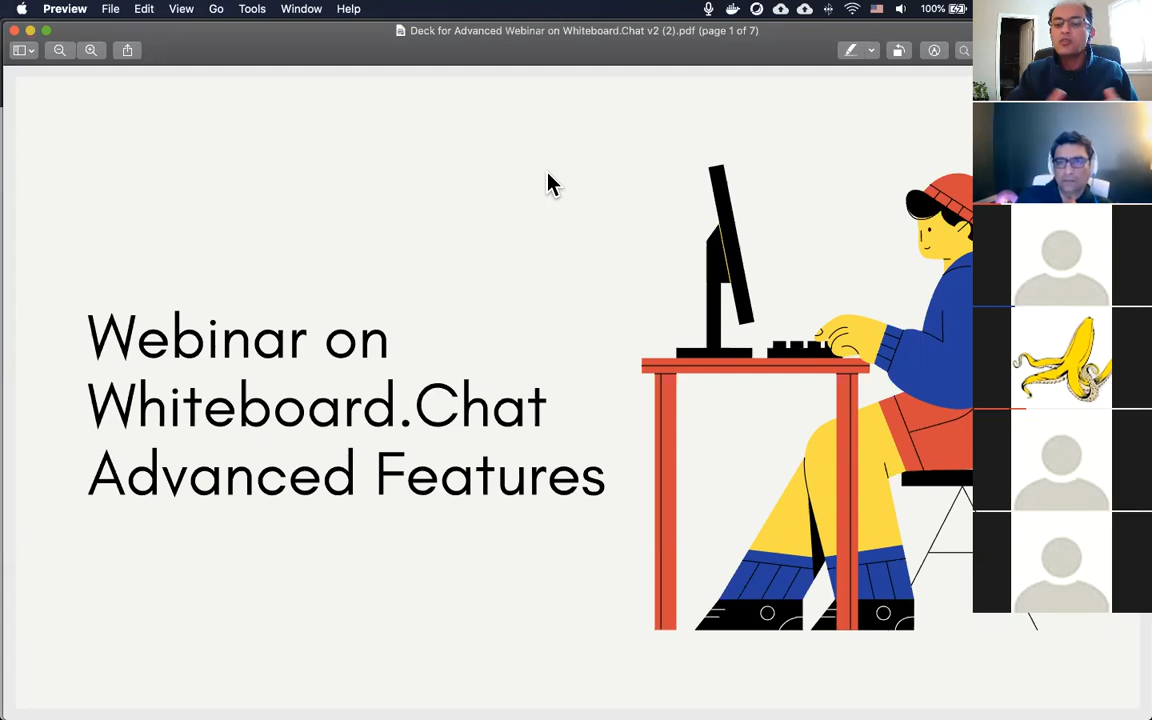 Preview File Edit View Go Tools Window Help 100%
Deck for Advanced Webinar on Whiteboard.Chat v2 (2).pdf (page 1 of 7)
Webinar on
Whiteboard.Chat
Advanced Features